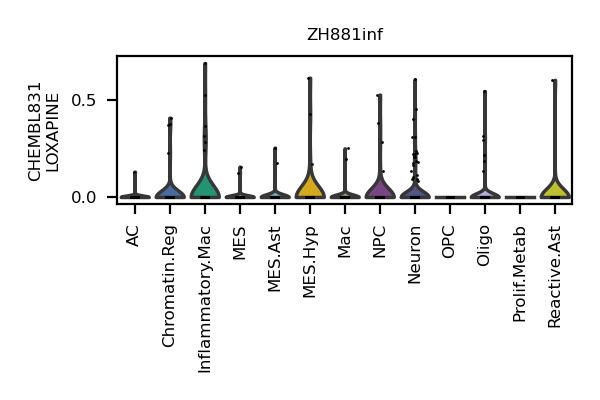 ZH881inf
CHEMBL831
LOXAPINE
0.5
0.0
AC
Chromatin.Reg
Inflammatory.Mac
MES
MES.Ast
MES.Hyp
Mac
NPC
Neuron
OPC
Oligo
Prolif.Metab
Reactive.Ast